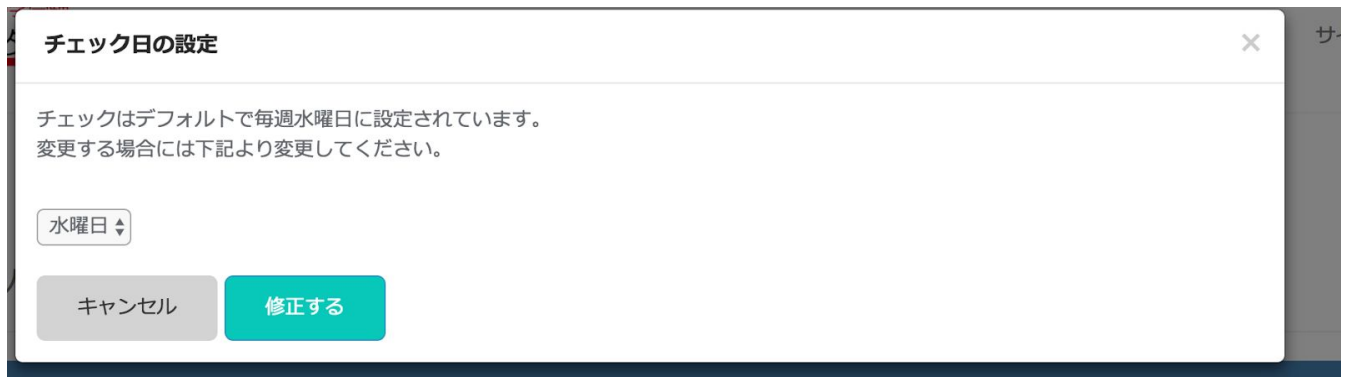 チェック日の設定
×
サイ
チェックはデフォルトで毎週水曜日に設定されています。
変更する場合には下記より変更してください。
水曜日
キャンセル
修正する